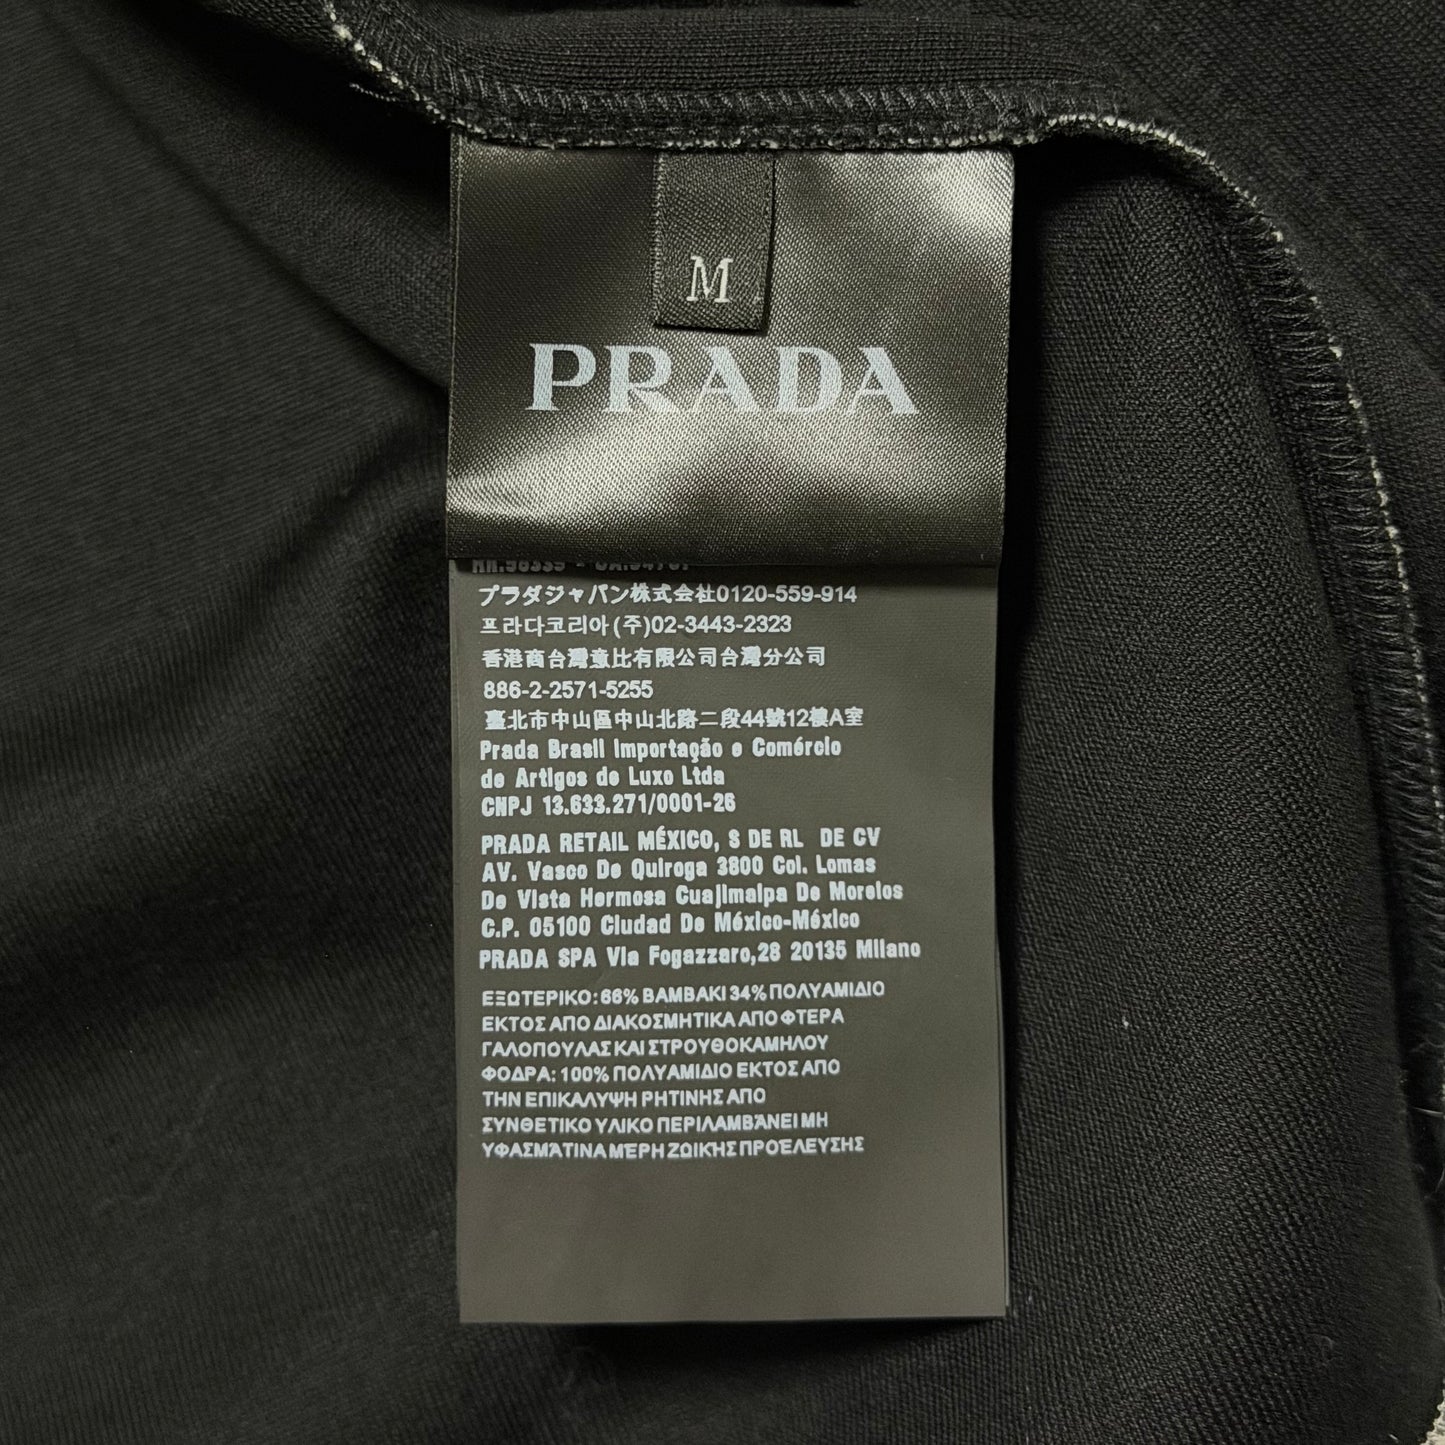 M
PRADA
プラダジャパン株式会社0120-559-914
프라다코리아(주)02-3443-2323
香港商台灣意比有限公司台灣分公司
886-2-2571-5255
臺北市中山區中山北路二段44號12樓A室
Prada Brasil Importação e Comércio
de Artigos de Luxo Ltda
CNPJ 13.633.271/0001-26
PRADA RETAIL MÉXICO, S DE RL DE CV
AV. Vasco De Quiroga 3800 Col. Lomas
De Vista Hermosa Cuajimalpa De Morelos
C.P. 05100 Ciudad De México-México
PRADA SPA Via Fogazzaro,28 20135 Milano
ΕΞΩΤΕΡΙΚΟ: 66% ΒΑΜΒΑΚΙ 34% ΠΟΛΥΑΜΙΔΙΟ
ΕΚΤΟΣ ΑΠΟ ΔΙΑΚΟΣΜΗΤΙΚΑ ΑΠΟ ΦΤΕΡΑ
ΓΑΛΟΠΟΥΛΑΣ ΚΑΙ ΣΤΡΟΥΘΟΚΑΜΗΛΟΥ
ΦΟΔΡΑ: 100% ΠΟΛΥΑΜΙΔΙΟ ΕΚΤΟΣ ΑΠΟ
ΤΗΝ ΕΠΙΚΑΛΥΨΗ ΡΗΤΙΝΗΣ ΑΠΟ
ΣΥΝΘΕΤΙΚΟ ΥΛΙΚΟ ΠΕΡΙΛΑΜΒΆΝΕΙ ΜΗ
ΥΦΑΣΜΆΤΙΝΑ ΜΈΡΗ ΖΩΙΚΉΣ ΠΡΟΈΛΕΥΣΗΣ